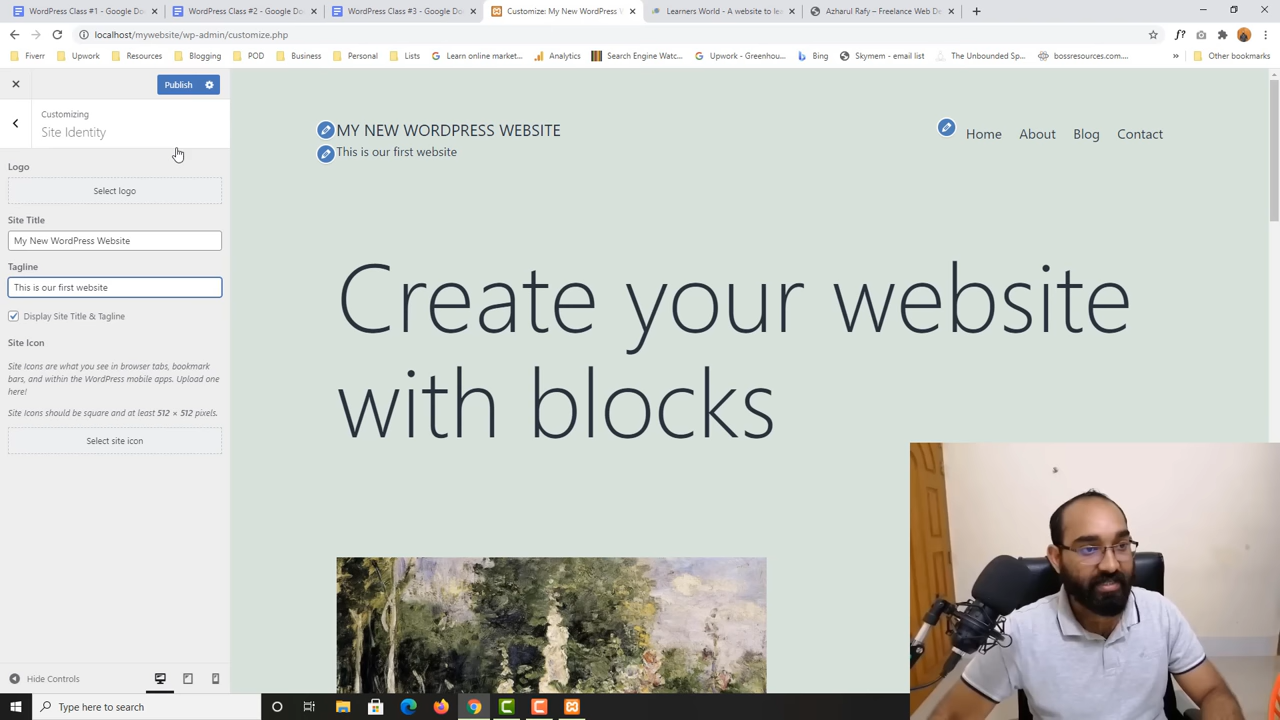 WordPress Class #1 - Google Do
WordPress Class #2 - Google Do
WordPress Class #3 - Google Do
Customize: My New WordPress
Learners World - A website to le
Azharul Rafy – Freelance Web De
localhost/mywebsite/wp-admin/customize.php
Fiverr
Upwork
Resources
Blogging
POD
Business
Personal
Lists
Learn online market...
Analytics
Search Engine Watc...
Upwork - Greenhou...
Bing
Skymem - email list
The Unbounded Sp...
bossresources.com...
Other bookmarks
Publish
Customizing
Site Identity
Logo
Select logo
Site Title
My New WordPress Website
Tagline
This is our first website
Display Site Title & Tagline
Site Icon
Site Icons are what you see in browser tabs, bookmark
bars, and within the WordPress mobile apps. Upload one
here!
Site Icons should be square and at least 512 × 512 pixels.
Select site icon
Hide Controls
MY NEW WORDPRESS WEBSITE
This is our first website
Home
About
Blog
Contact
Create your website
with blocks
Type here to search